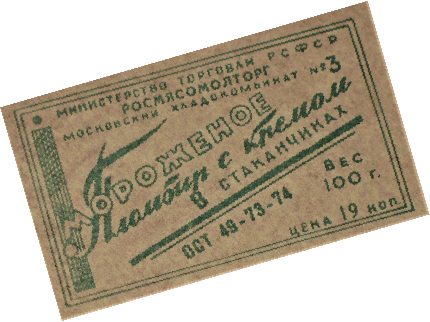 МИНИСТЕРСТВО ТОРГОВЛИ РСФСР
РОСМЯСОМОЛТОРГ
МОСКОВСКИЙ ХЛАДОКОМБИНАТ №3
МОРОЖЕНОЕ
Пломбир с кремом
В СТАКАНЧИКАХ
ВЕС
100 г.
ОСТ 49-73-74
ЦЕНА 19 коп.